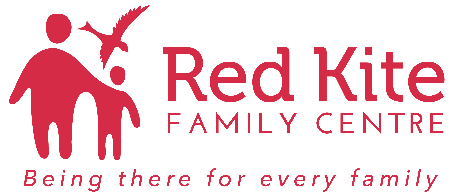 Red Kite
FAMILY CENTRE
Being there for every family